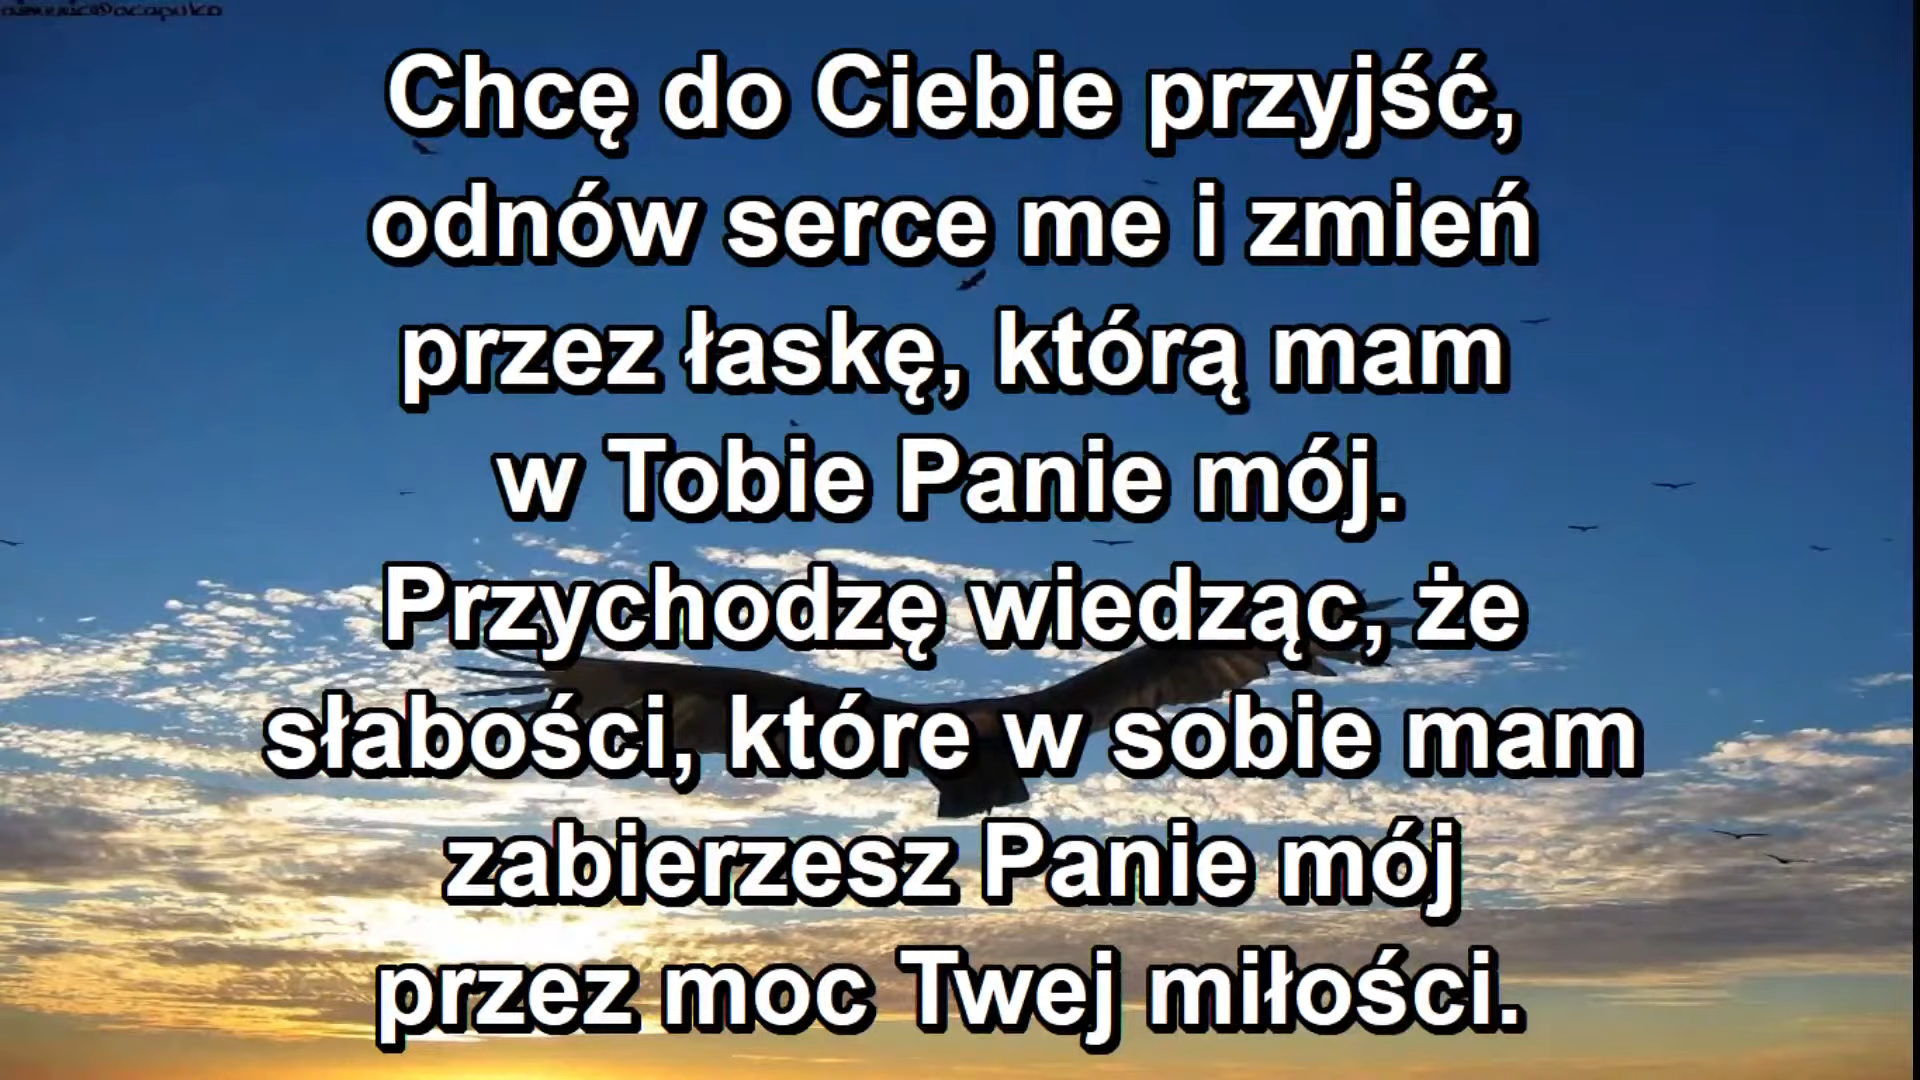 Chcę do Ciebie przyjść,
odnów serce me i zmień
przez łaskę, którą mam
w Tobie Panie mój.
Przychodzę wiedząc, że
słabości, które w sobie mam
zabierzesz Panie mój
przez moc Twej miłości.